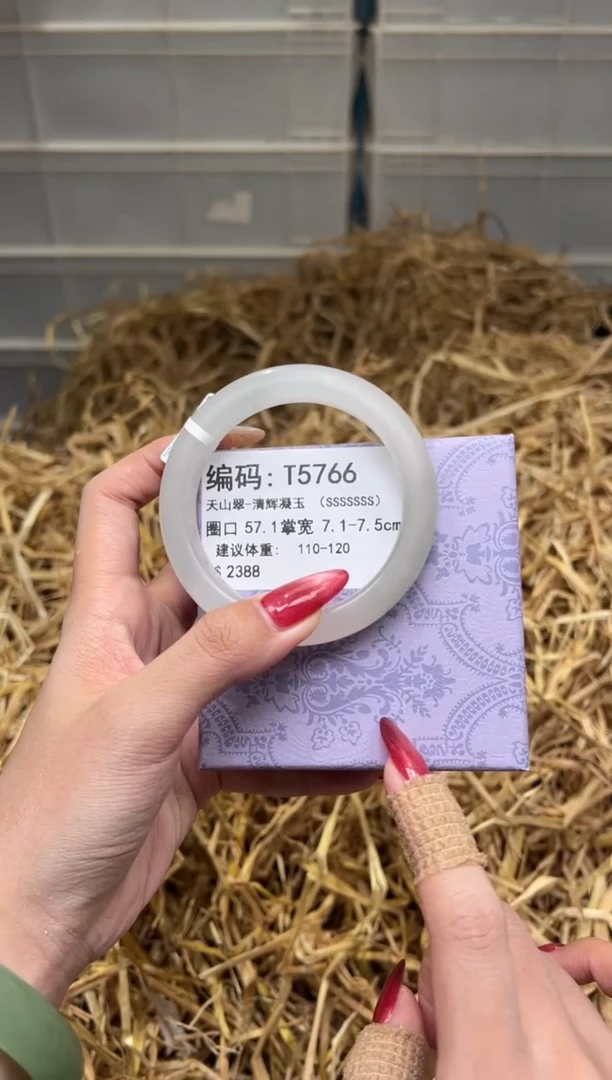 编码: T5766
天山翠-清辉凝玉 (SSSSSSS)
圈口 57.1掌宽 7.1-7.5cm
建议体重: 110-120
$ 2388